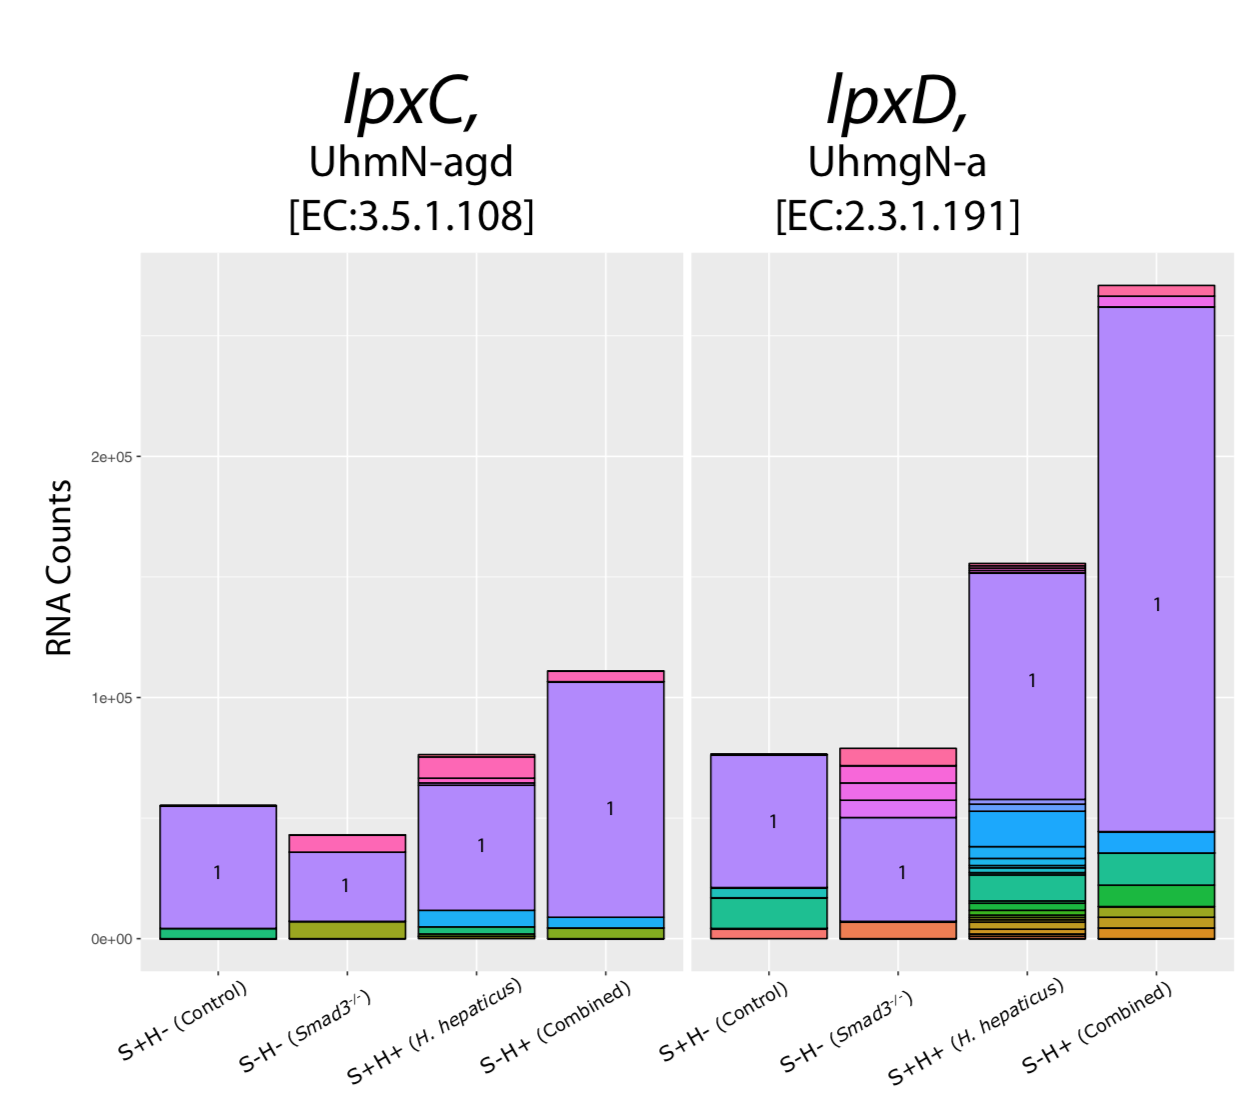 lpxC,
UhmN-agd
[EC:3.5.1.108]
lpxD,
UhmgN-a
[EC:2.3.1.191]
RNA Counts
2e+05
1e+05
0e+00
1
1
1
1
1
1
1
1
S+H- (Control)
S-H- (Smad3-/-)
S+H+ (H. hepaticus)
S-H+ (Combined)
S+H- (Control)
S-H- (Smad3-/-)
S+H+ (H. hepaticus)
S-H+ (Combined)